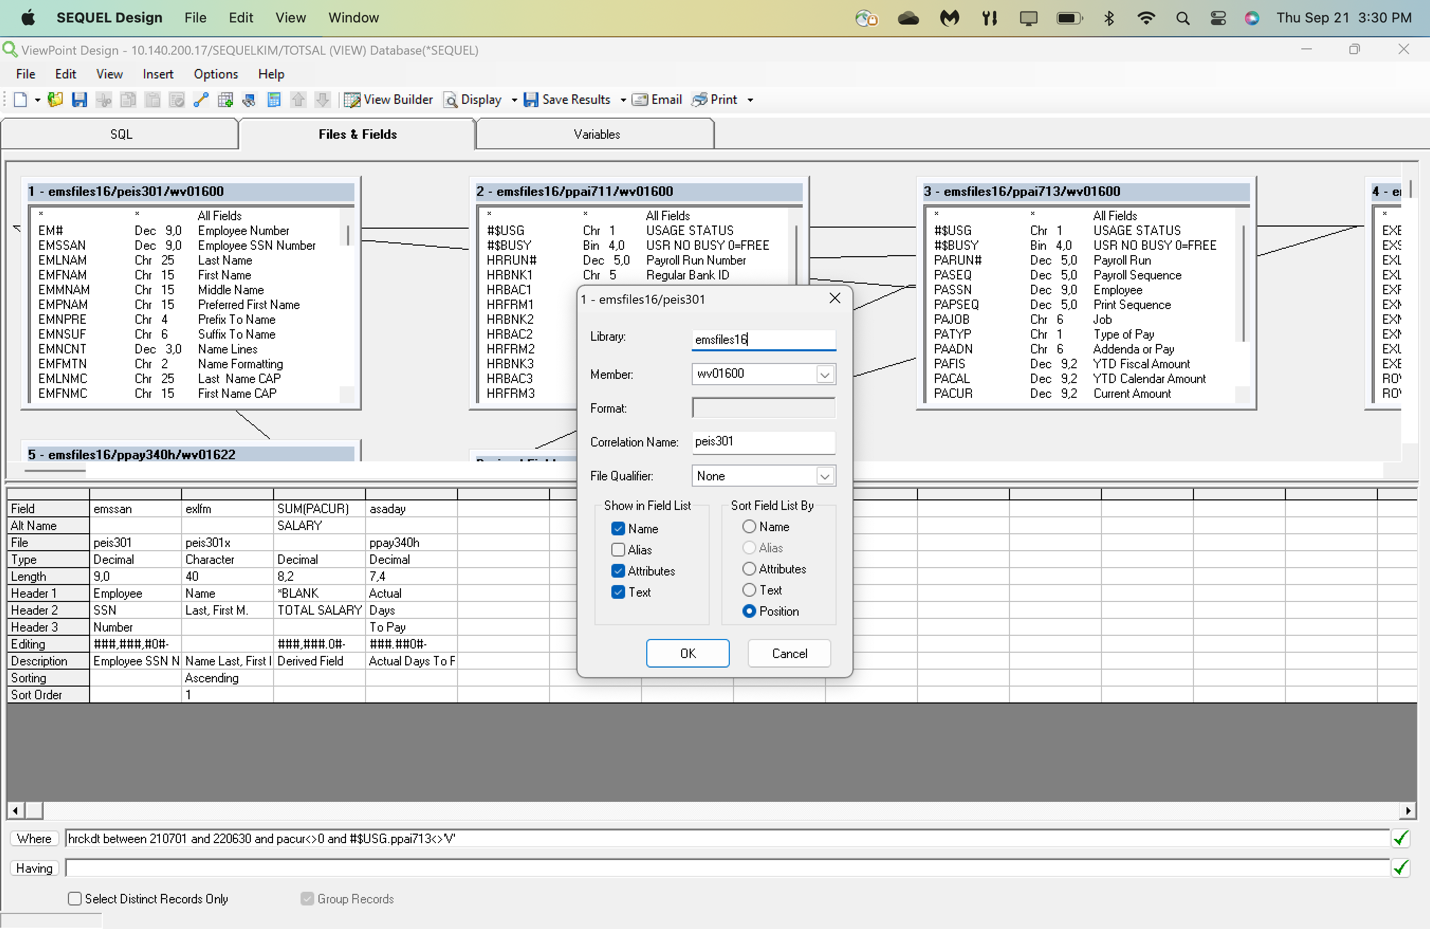 SEQUEL Design File Edit View Window Thu Sep 21 3:30 PM
ViewPoint Design - 10.140.200.17/SEQUELKIM/TOTSAL (VIEW) Database(*SEQUEL)
File Edit View Insert Options Help
View Builder Display Save Results Email Print
SQL Files & Fields Variables
1 - emsfiles16/peis301/wv01600
* * All Fields
EM# Dec 9,0 Employee Number
EMSSAN Dec 9,0 Employee SSN Number
EMLNAM Chr 25 Last Name
EMFNAM Chr 15 First Name
EMMNAM Chr 15 Middle Name
EMPNAM Chr 15 Preferred First Name
EMNPRE Chr 4 Prefix To Name
EMNSUF Chr 6 Suffix To Name
EMNCNT Dec 3,0 Name Lines
EMFMTN Chr 2 Name Formatting
EMLNMC Chr 25 Last Name CAP
EMFNMC Chr 15 First Name CAP
2 - emsfiles16/ppai711/wv01600
* * All Fields
#$USG Chr 1 USAGE STATUS
#$BUSY Bin 4,0 USR NO BUSY 0=FREE
HRRUN# Dec 5,0 Payroll Run Number
HRBNK1 Chr 5 Regular Bank ID
HRBAC1
HRFRM1
HRBNK2
HRBAC2
HRFRM2
HRBNK3
HRBAC3
HRFRM3
3 - emsfiles16/ppai713/wv01600
* * All Fields
#$USG Chr 1 USAGE STATUS
#$BUSY Bin 4,0 USR NO BUSY 0=FREE
PARUN# Dec 5,0 Payroll Run
PASEQ Dec 5,0 Payroll Sequence
PASSN Dec 9,0 Employee
PAPSEQ Dec 5,0 Print Sequence
PAJOB Chr 6 Job
PATYP Chr 1 Type of Pay
PAADN Chr 6 Addenda or Pay
PAFIS Dec 9,2 YTD Fiscal Amount
PACAL Dec 9,2 YTD Calendar Amount
PACUR Dec 9,2 Current Amount
4 - e
5 - emsfiles16/ppay340h/wv01622
1 - emsfiles16/peis301
Library: emsfiles16
Member: wv01600
Format:
Correlation Name: peis301
File Qualifier: None
Show in Field List
Name
Alias
Attributes
Text
Sort Field List By
Name
Alias
Attributes
Text
Position
OK Cancel
Field emssan exlfm SUM(PACUR) asaday
Alt Name SALARY
File peis301 peis301x ppay340h
Type Decimal Character Decimal Decimal
Length 9,0 40 8,2 7,4
Header 1 Employee Name *BLANK Actual
Header 2 SSN Last, First M. TOTAL SALARY Days
Header 3 Number To Pay
Editing ###,###,#0#- ###,###.0#- ###.##0#-
Description Employee SSN N Name Last, First I Derived Field Actual Days To F
Sorting Ascending
Sort Order 1
Where hrckdt between 210701 and 220630 and pacur<>0 and #$USG.ppai713<>'V'
Having
Select Distinct Records Only Group Records